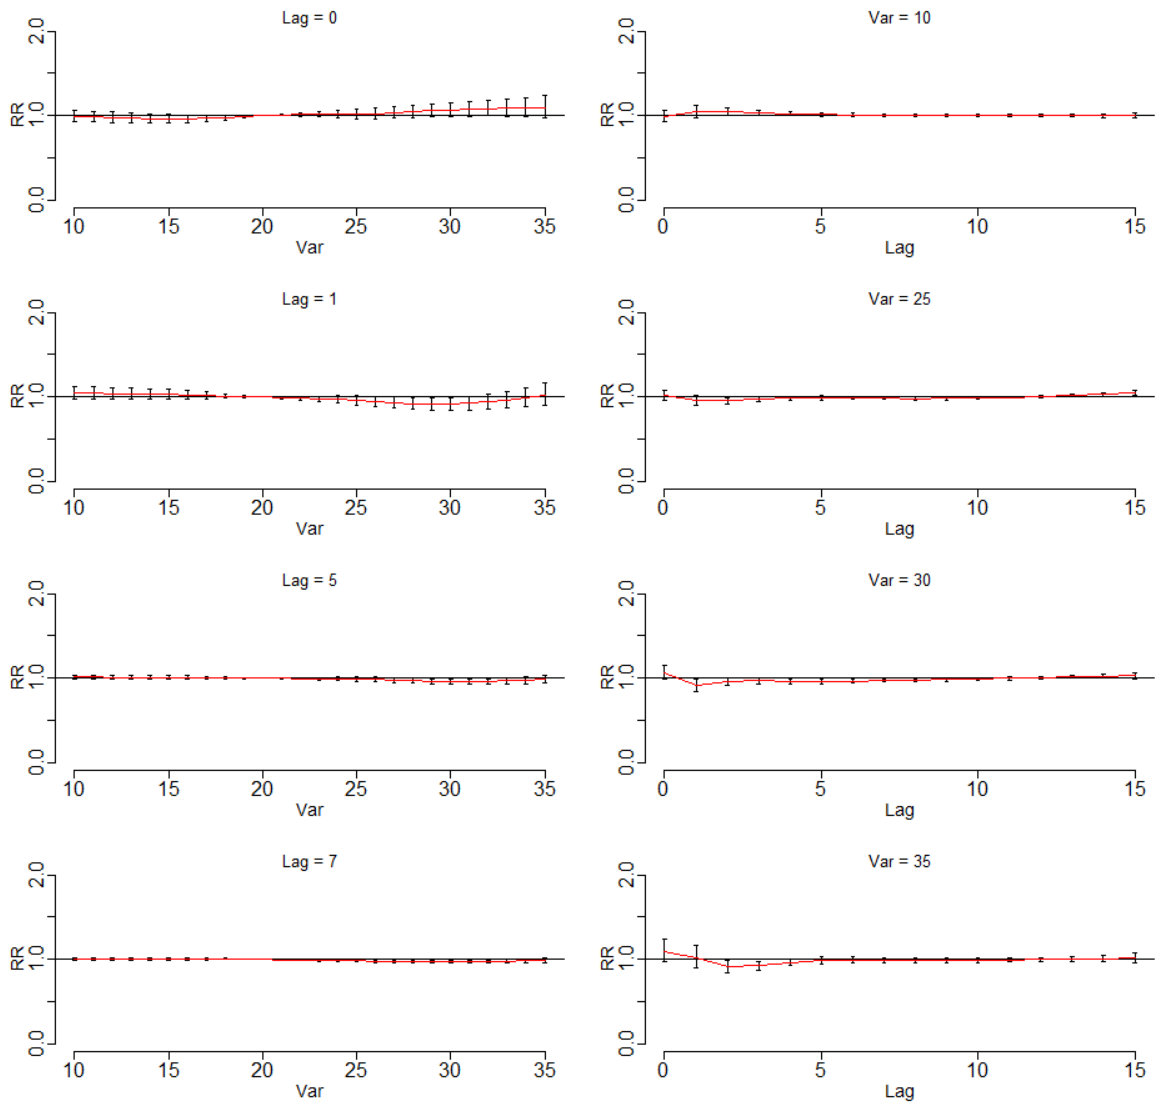 Lag = 0
2.0
1.0
0.0
RR
10 15 20 25 30 35
Var
Var = 10
2.0
1.0
0.0
RR
0 5 10 15
Lag
Lag = 1
2.0
1.0
0.0
RR
10 15 20 25 30 35
Var
Var = 25
2.0
1.0
0.0
RR
0 5 10 15
Lag
Lag = 5
2.0
1.0
0.0
RR
10 15 20 25 30 35
Var
Var = 30
2.0
1.0
0.0
RR
0 5 10 15
Lag
Lag = 7
2.0
1.0
0.0
RR
10 15 20 25 30 35
Var
Var = 35
2.0
1.0
0.0
RR
0 5 10 15
Lag